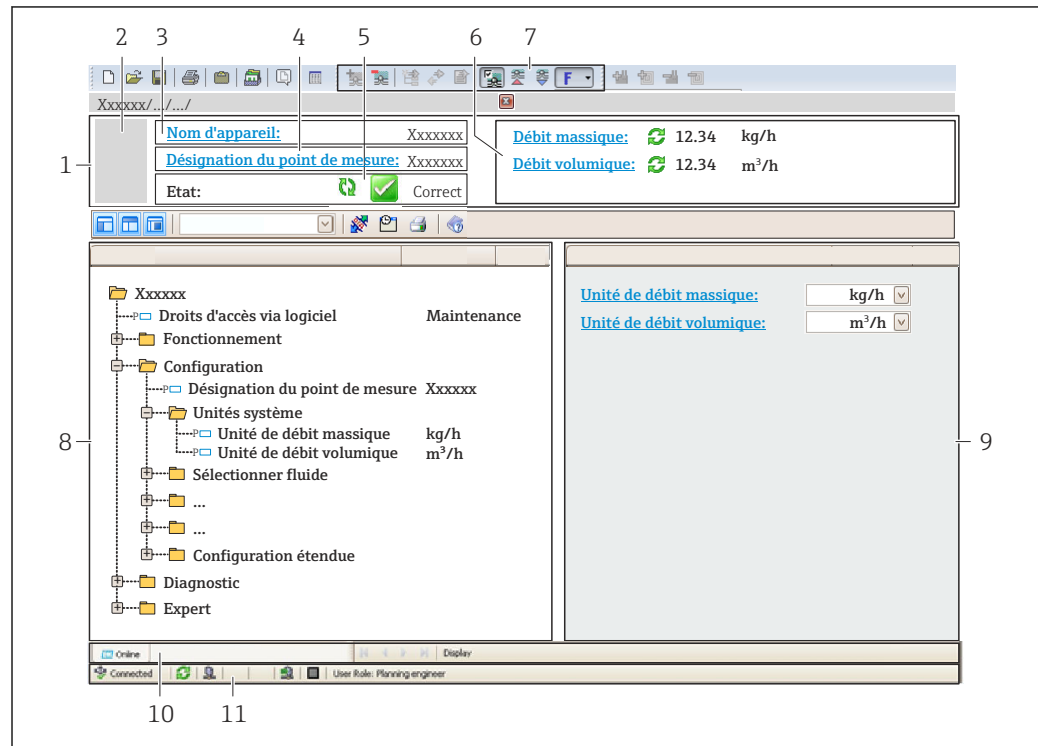 2 3 4 5 6 7
F
Xxxxxx/.../.../
1
Nom d'appareil: Xxxxxxx
Désignation du point de mesure: Xxxxxxx
Etat: Correct
Débit massique: 12.34 kg/h
Débit volumique: 12.34 m³/h
8
Xxxxxx
P Droits d'accès via logiciel Maintenance
Fonctionnement
Configuration
P Désignation du point de mesure Xxxxxx
Unités système
P Unité de débit massique kg/h
P Unité de débit volumique m³/h
Sélectionner fluide
...
...
Configuration étendue
Diagnostic
Expert
Unité de débit massique: kg/h
Unité de débit volumique: m³/h
9
Online Display
Connected User Role: Planning engineer
10 11